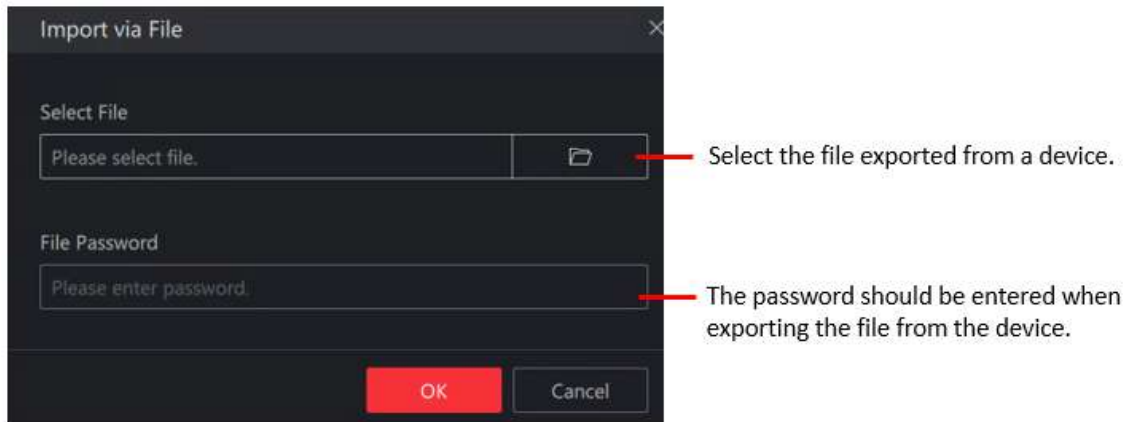 Import via File
Select File
Please select file.
Select the file exported from a device.
File Password
Please enter password.
The password should be entered when
exporting the file from the device.
OK
Cancel